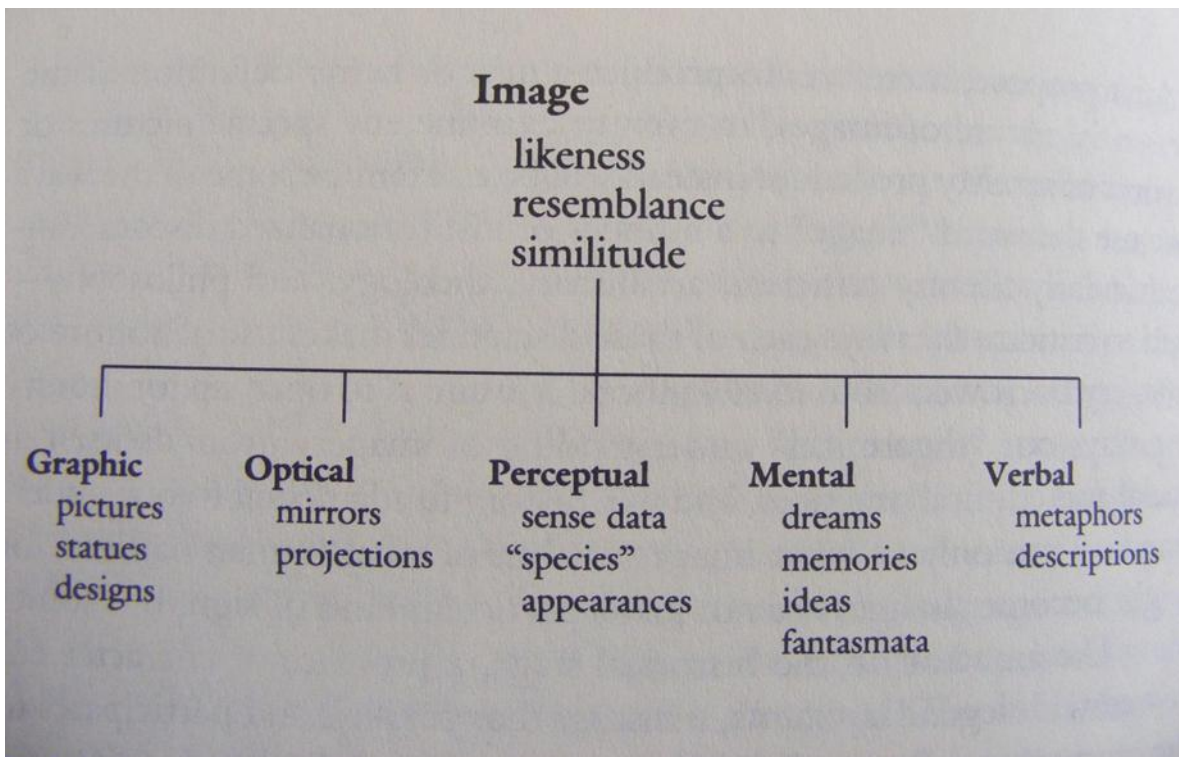 Image
likeness
resemblance
similitude
Graphic
pictures
statues
designs
Optical
mirrors
projections
Perceptual
sense data
“species”
appearances
Mental
dreams
memories
ideas
fantasmata
Verbal
metaphors
descriptions